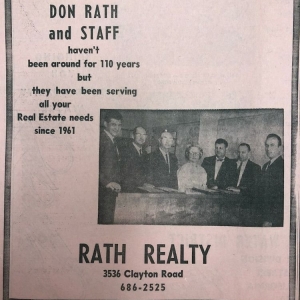 DON RATH
and STAFF
haven't
been around for 110 years
but
they have been serving
all your
Real Estate needs
since 1961
RATH REALTY
3536 Clayton Road
686-2525